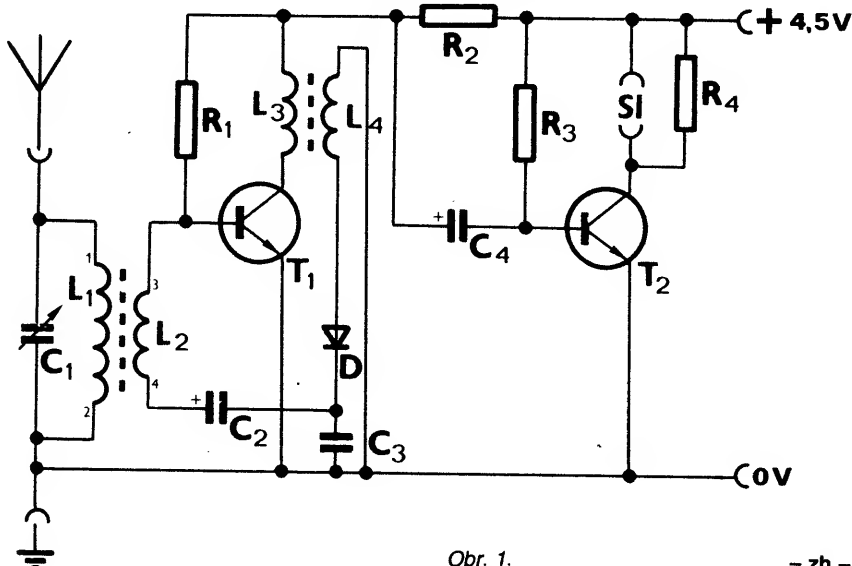 + 4,5V
R2
R1
L3
L4
R3
SI
R4
+
C4
T1
T2
1
3
L1
L2
C1
D
4
2
+
C2
C3
0V
Obr. 1.
– zh –